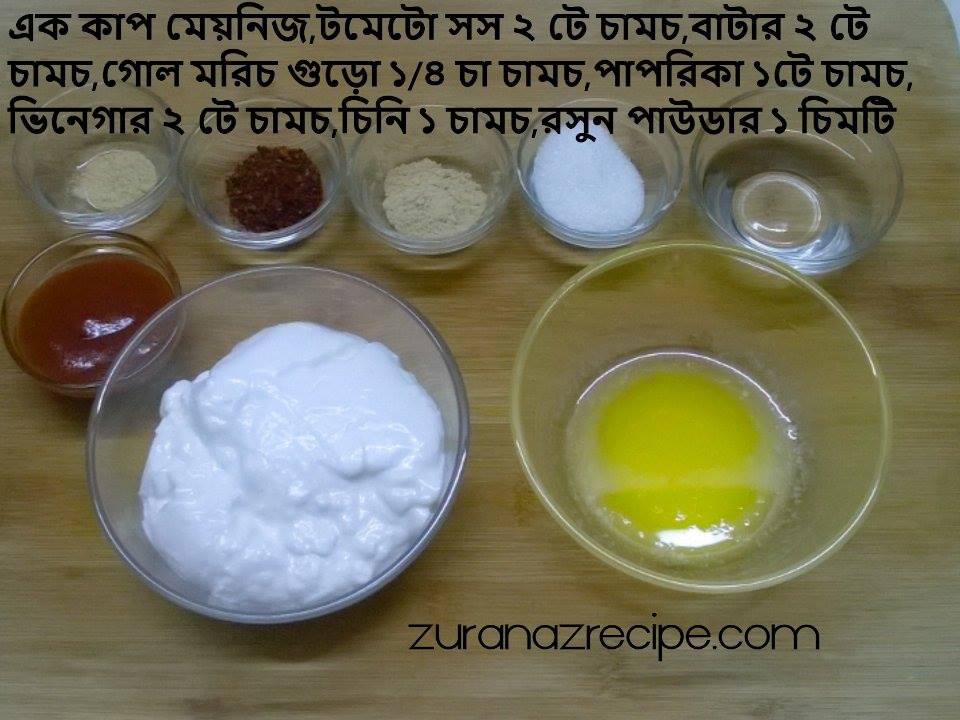 এক কাপ মেয়নিজ,টমেটো সস ২ টে চামচ,বাটার ২ টে
চামচ,গোল মরিচ গুড়ো ১/৪ চা চামচ,পাপরিকা ১টে চামচ,
ভিনেগার ২ টে চামচ,চিনি ১ চামচ,রসুন পাউডার ১ চিমটি
zuranazrecipe.com